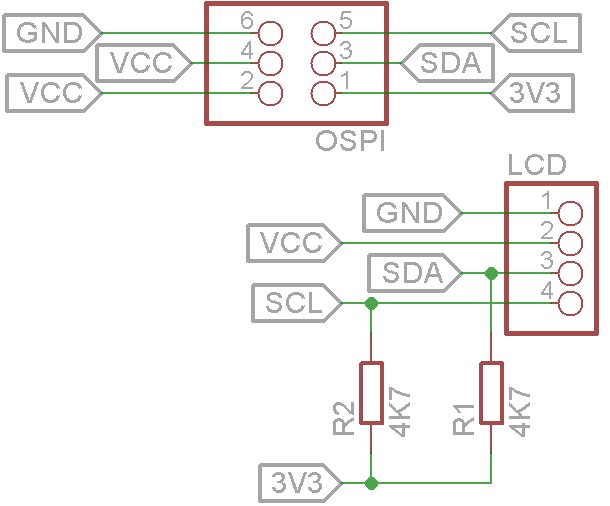 GND 6 5 SCL
VCC 4 3 SDA
VCC 2 1 3V3
OSPI
LCD
GND 1
VCC 2
SDA 3
SCL 4
R2 4K7 R1 4K7
3V3